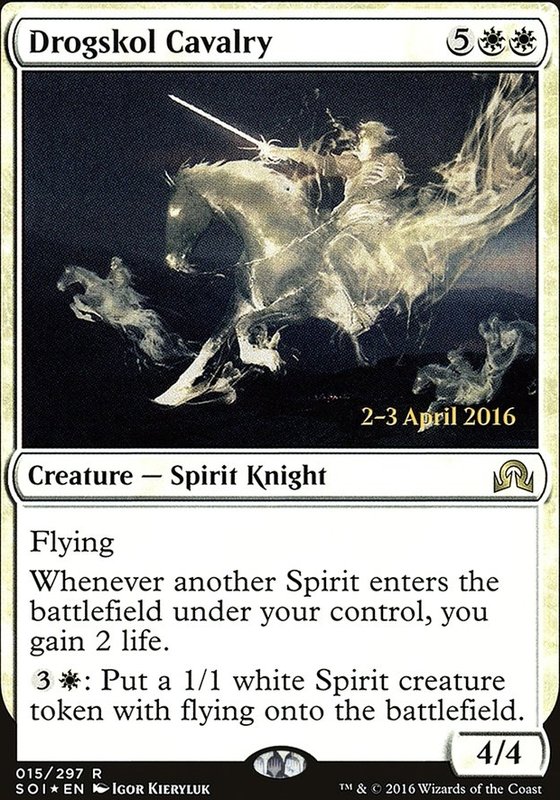 Drogskol Cavalry 5
2–3 April 2016
Creature — Spirit Knight
Flying
Whenever another Spirit enters the
battlefield under your control, you
gain 2 life.
3 : Put a 1/1 white Spirit creature
token with flying onto the battlefield.
4/4
015/297 R
SOI★EN Igor Kieryluk
™ & © 2016 Wizards of the Coast